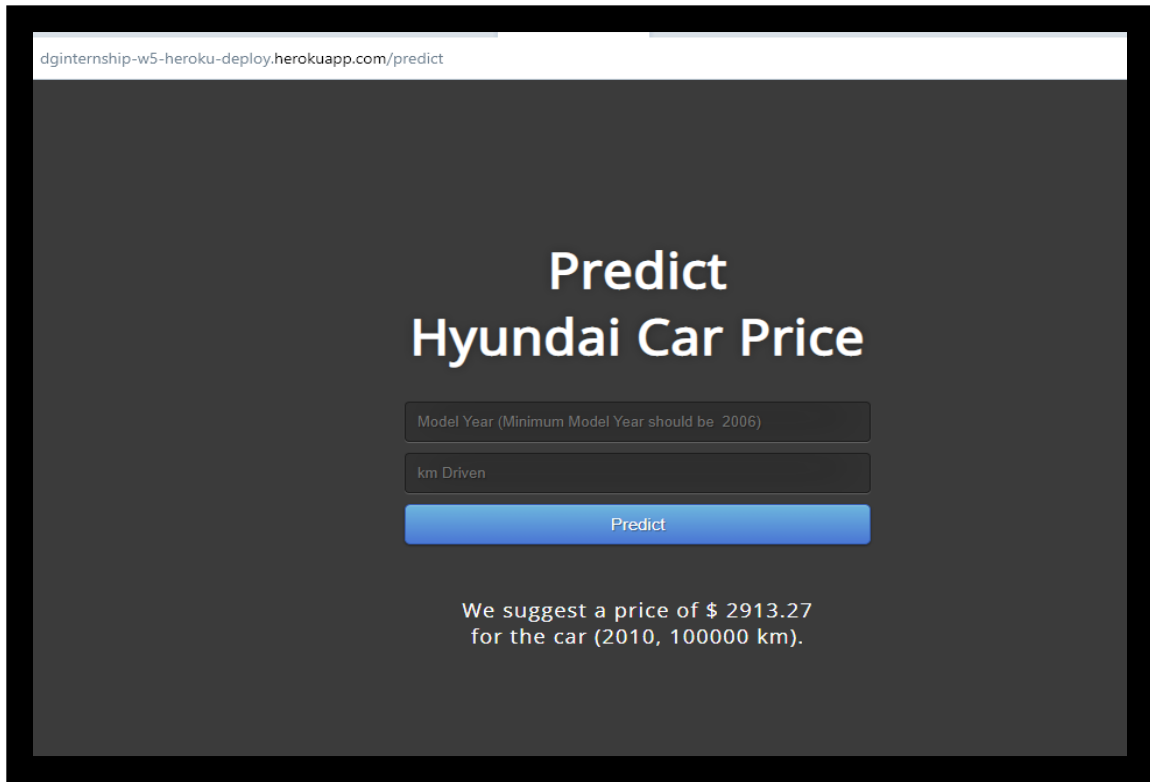 dginternship-w5-heroku-deploy.herokuapp.com/predict
Predict
Hyundai Car Price
Model Year (Minimum Model Year should be  2006)
km Driven
Predict
We suggest a price of $ 2913.27
for the car (2010, 100000 km).